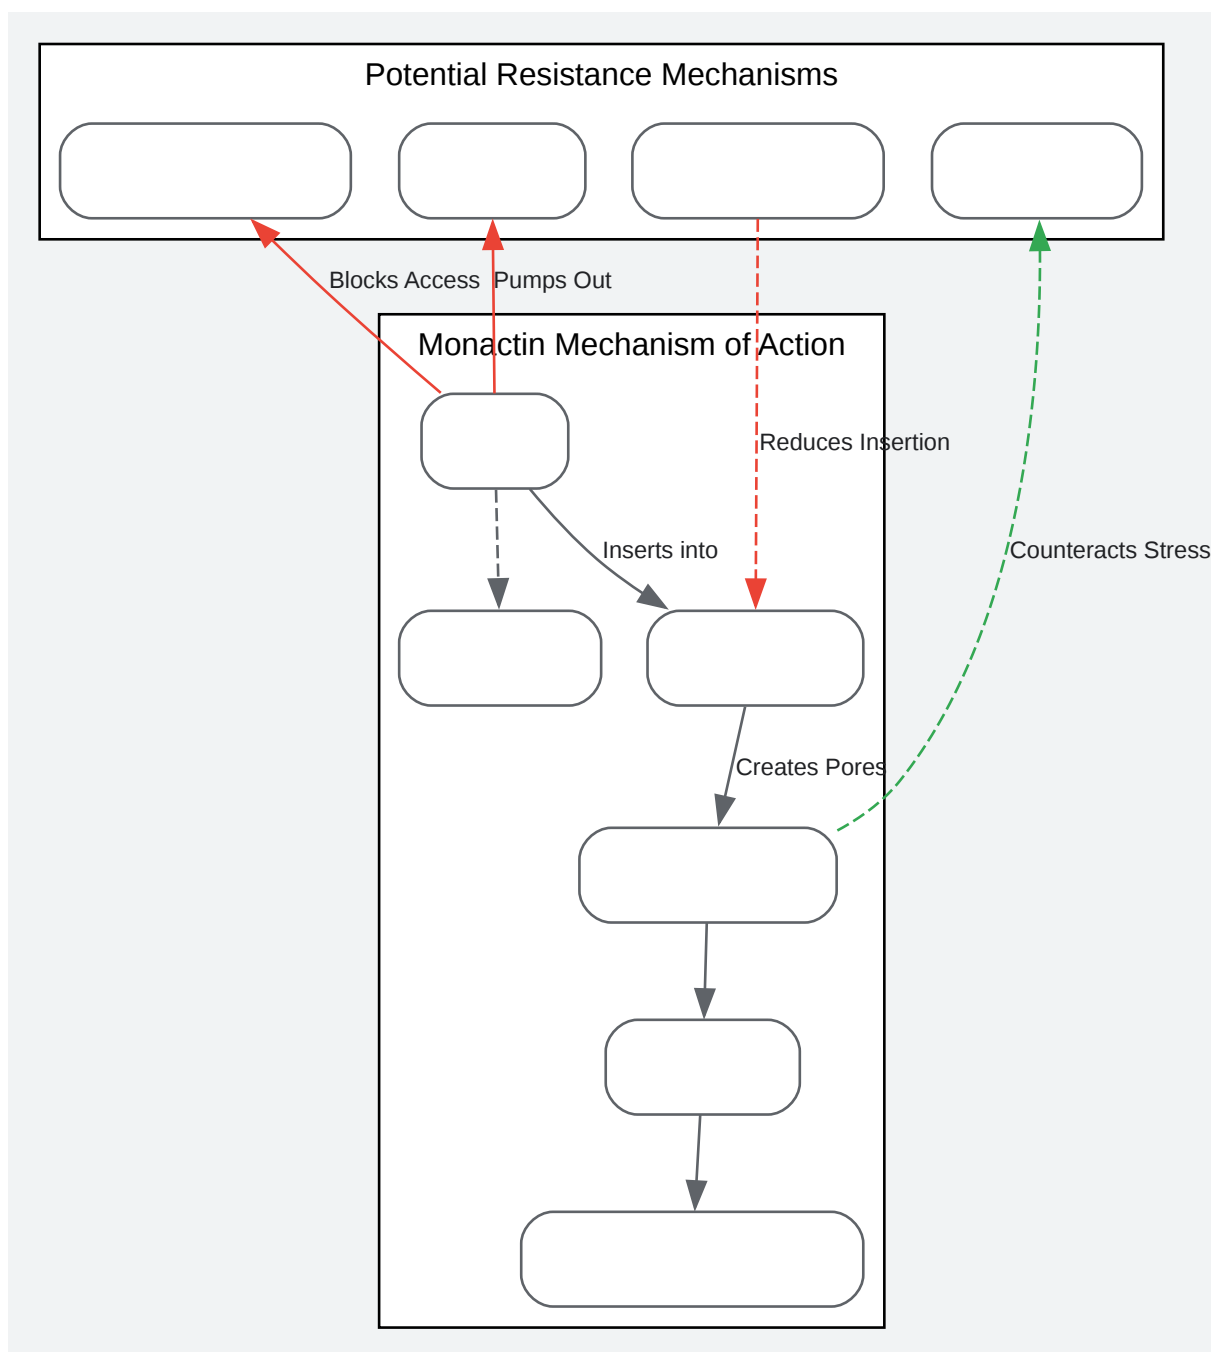 Potential Resistance Mechanisms
Blocks Access
Pumps Out
Monactin Mechanism of Action
Reduces Insertion
Inserts into
Counteracts Stress
Creates Pores